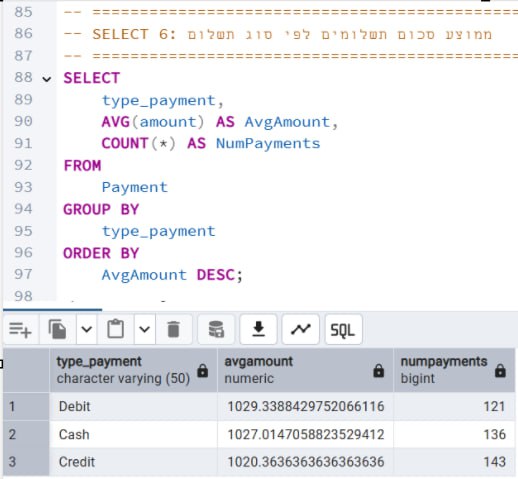 85 -- =============================================
86 -- SELECT 6: ממוצע סכום תשלומים לפי סוג תשלום
87 -- =============================================
88 SELECT
89 type_payment,
90 AVG(amount) AS AvgAmount,
91 COUNT(*) AS NumPayments
92 FROM
93 Payment
94 GROUP BY
95 type_payment
96 ORDER BY
97 AvgAmount DESC;
98
SQL
type_payment avgamount numpayments
character varying (50) numeric bigint
1 Debit 1029.3388429752066116 121
2 Cash 1027.0147058823529412 136
3 Credit 1020.3636363636363636 143